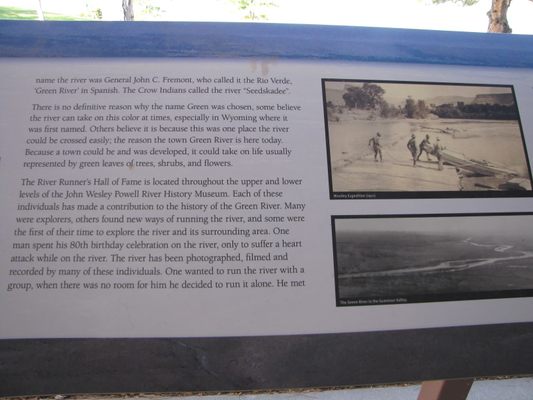 name the river was General John C. Fremont, who called it the Rio Verde,
'Green River' in Spanish. The Crow Indians called the river "Seedskadee".
There is no definitive reason why the name Green was chosen, some believe
the river can take on this color at times, especially in Wyoming where it
was first named. Others believe it is because this was one place the river
could be crossed easily; the reason the town Green River is here today.
Because a town could be and was developed, it could take on life usually
represented by green leaves of trees, shrubs, and flowers.
The River Runner's Hall of Fame is located throughout the upper and lower
levels of the John Wesley Powell River History Museum. Each of these
individuals has made a contribution to the history of the Green River. Many
were explorers, others found new ways of running the river, and some were
the first of their time to explore the river and its surrounding area. One
man spent his 80th birthday celebration on the river, only to suffer a heart
attack while on the river. The river has been photographed, filmed and
recorded by many of these individuals. One wanted to run the river with a
group, when there was no room for him he decided to run it alone. He met
Expedition
The Green River in the